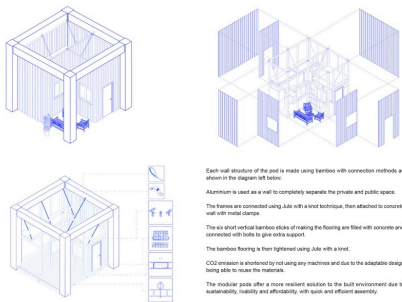 Each wall structure of the pod is made using bamboo with connection methods as
shown in the diagram left below.
Aluminium is used as a wall to completely separate the private and public space.
The frames are connected using Jute with a knot technique, then attached to concrete
wall with metal clamps.
The six short vertical bamboo sticks of making the flooring are filled with concrete and
connected with bolts to give extra support.
The bamboo flooring is then tightened using Jute with a knot.
CO2 emission is shortened by not using any machines and due to the adaptable design
being able to reuse the materials.
The modular pods offer a more resilient solution to the built environment due to
sustainability, livability and affordability, with quick and efficient assembly.